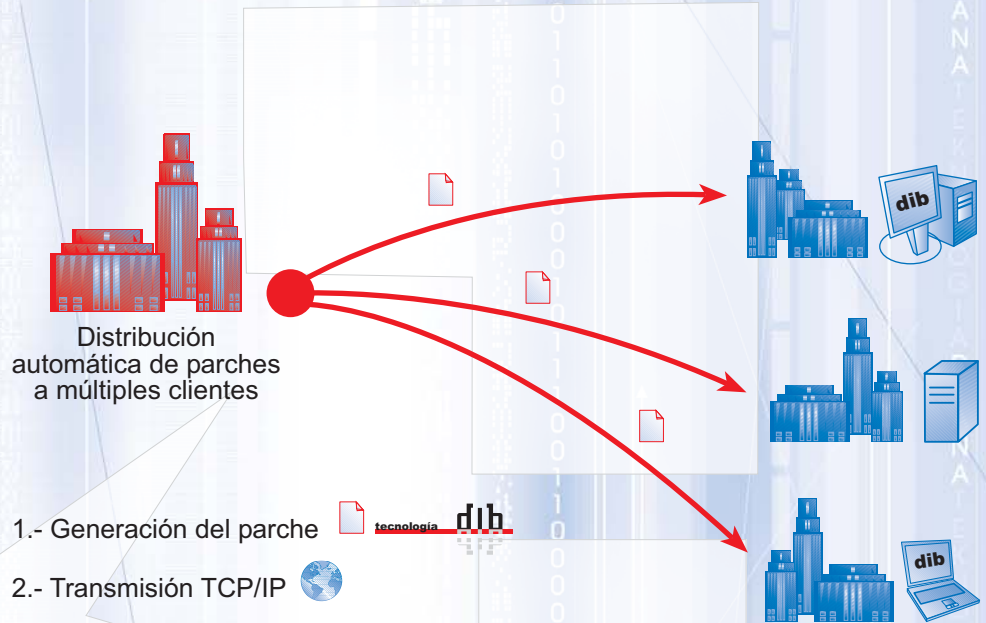 Distribución
automática de parches
a múltiples clientes
1.- Generación del parche
tecnología dib
2.- Transmisión TCP/IP
dib
dib